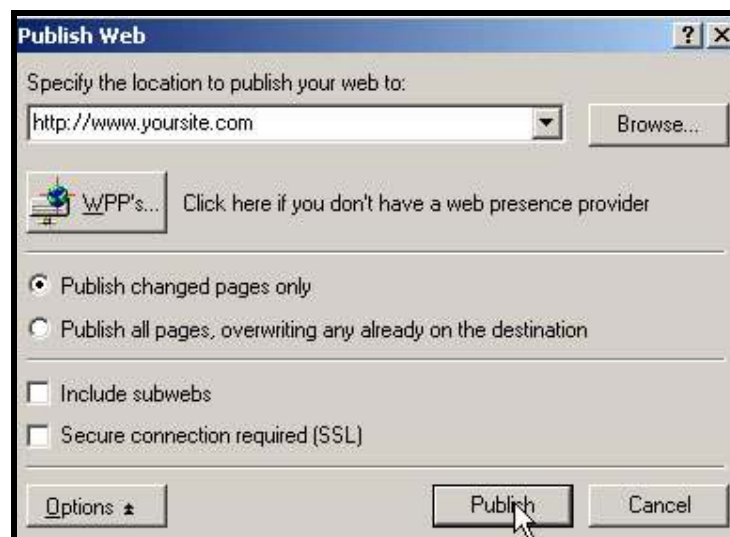 Publish Web
Specify the location to publish your web to:
http://www.yoursite.com
Browse...
WPP's... Click here if you don't have a web presence provider
Publish changed pages only
Publish all pages, overwriting any already on the destination
Include subwebs
Secure connection required (SSL)
Options Publish Cancel